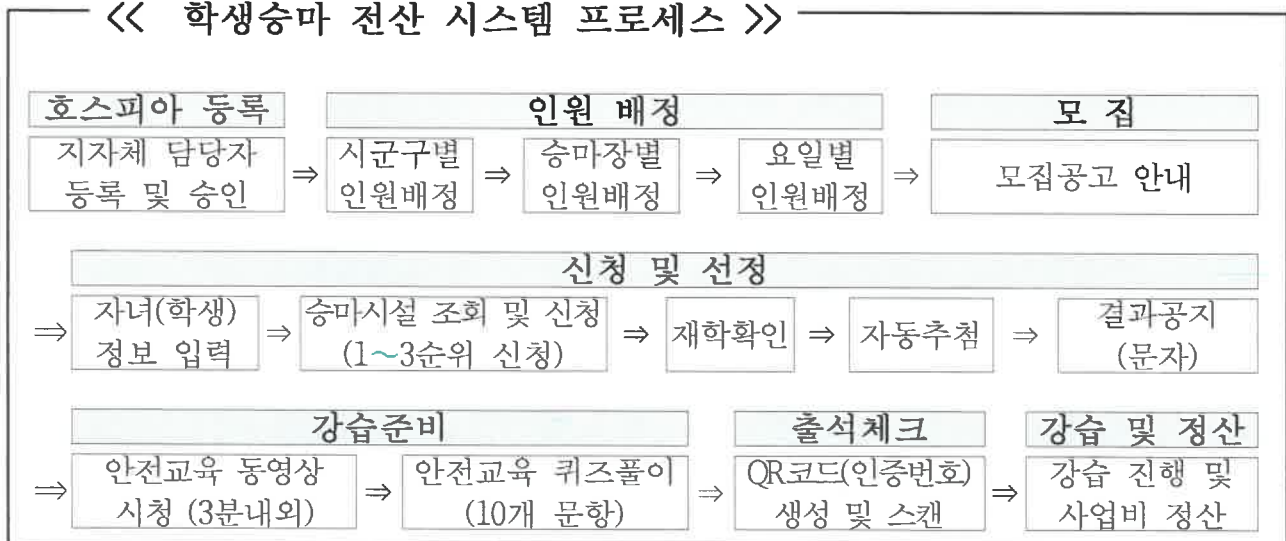 << 학생승마 전산 시스템 프로세스 >>
호스피아 등록 인원 배정 모 집
지자체 담당자 시군구별 승마장별 요일별
⇒ ⇒ ⇒ ⇒ 모집공고 안내
등록 및 승인 인원배정 인원배정 인원배정
신청 및 선정
자녀(학생) 승마시설 조회 및 신청 결과공지
⇒ ⇒ ⇒ 재학확인 ⇒ 자동추첨 ⇒
정보 입력 (1~3순위 신청) (문자)
강습준비 출석체크 강습 및 정산
안전교육 동영상 안전교육 퀴즈풀이 QR코드(인증번호) 강습 진행 및
⇒ ⇒ ⇒ ⇒
시청 (3분내외) (10개 문항) 생성 및 스캔 사업비 정산